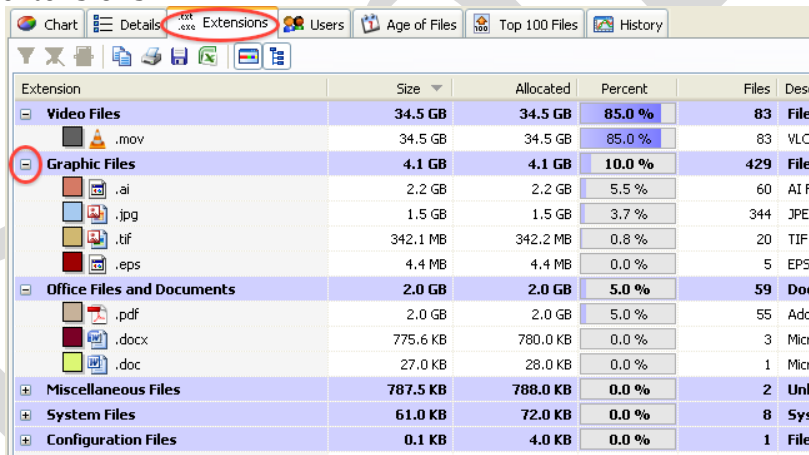 Chart Details .txt .exe Extensions Users Age of Files 100 Top 100 Files History
Extension Size Allocated Percent Files
Video Files 34.5 GB 34.5 GB 85.0 % 83
.mov 34.5 GB 34.5 GB 85.0 % 83
Graphic Files 4.1 GB 4.1 GB 10.0 % 429
.ai 2.2 GB 2.2 GB 5.5 % 60 AI
.jpg 1.5 GB 1.5 GB 3.7 % 344 JPE
.tif 342.1 MB 342.2 MB 0.8 % 20 TIF
.eps 4.4 MB 4.4 MB 0.0 % 5 EPS
Office Files and Documents 2.0 GB 2.0 GB 5.0 % 59
.pdf 2.0 GB 2.0 GB 5.0 % 55
.docx 775.6 KB 780.0 KB 0.0 % 3
.doc 27.0 KB 28.0 KB 0.0 % 1
Miscellaneous Files 787.5 KB 788.0 KB 0.0 % 2
System Files 61.0 KB 72.0 KB 0.0 % 8
Configuration Files 0.1 KB 4.0 KB 0.0 % 1 File